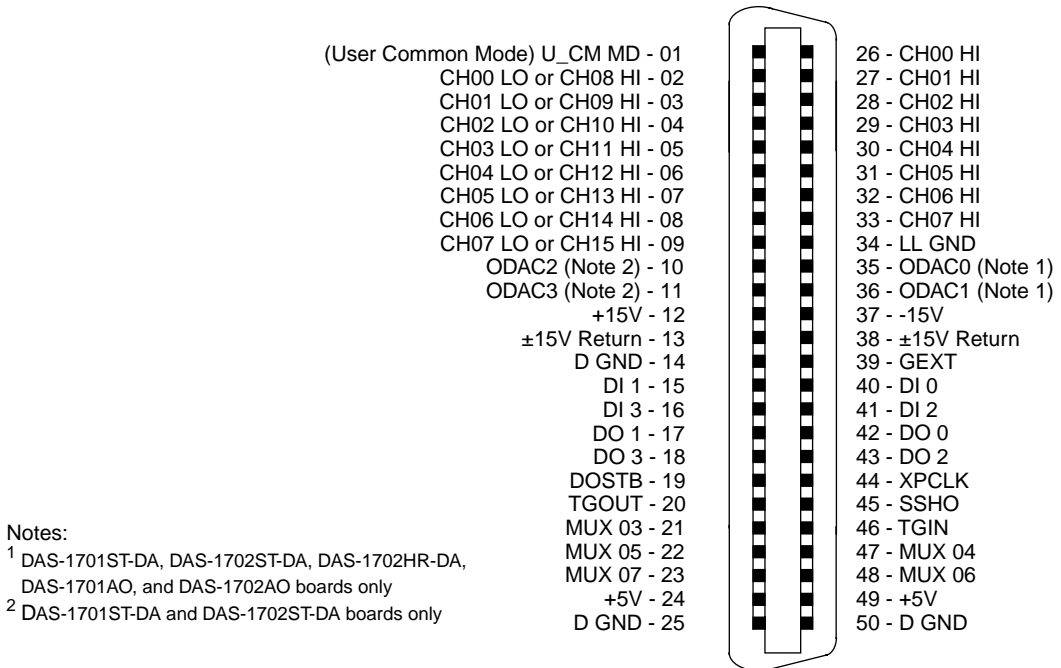 (User Common Mode) U_CM MD - 01
CH00 LO or CH08 HI - 02
CH01 LO or CH09 HI - 03
CH02 LO or CH10 HI - 04
CH03 LO or CH11 HI - 05
CH04 LO or CH12 HI - 06
CH05 LO or CH13 HI - 07
CH06 LO or CH14 HI - 08
CH07 LO or CH15 HI - 09
ODAC2 (Note 2) - 10
ODAC3 (Note 2) - 11
+15V - 12
±15V Return - 13
D GND - 14
DI 1 - 15
DI 3 - 16
DO 1 - 17
DO 3 - 18
DOSTB - 19
TGOUT - 20
MUX 03 - 21
MUX 05 - 22
MUX 07 - 23
+5V - 24
D GND - 25
26 - CH00 HI
27 - CH01 HI
28 - CH02 HI
29 - CH03 HI
30 - CH04 HI
31 - CH05 HI
32 - CH06 HI
33 - CH07 HI
34 - LL GND
35 - ODAC0 (Note 1)
36 - ODAC1 (Note 1)
37 - -15V
38 - ±15V Return
39 - GEXT
40 - DI 0
41 - DI 2
42 - DO 0
43 - DO 2
44 - XPCLK
45 - SSHO
46 - TGIN
47 - MUX 04
48 - MUX 06
49 - +5V
50 - D GND
Notes:
1 DAS-1701ST-DA, DAS-1702ST-DA, DAS-1702HR-DA,
DAS-1701AO, and DAS-1702AO boards only
2 DAS-1701ST-DA and DAS-1702ST-DA boards only